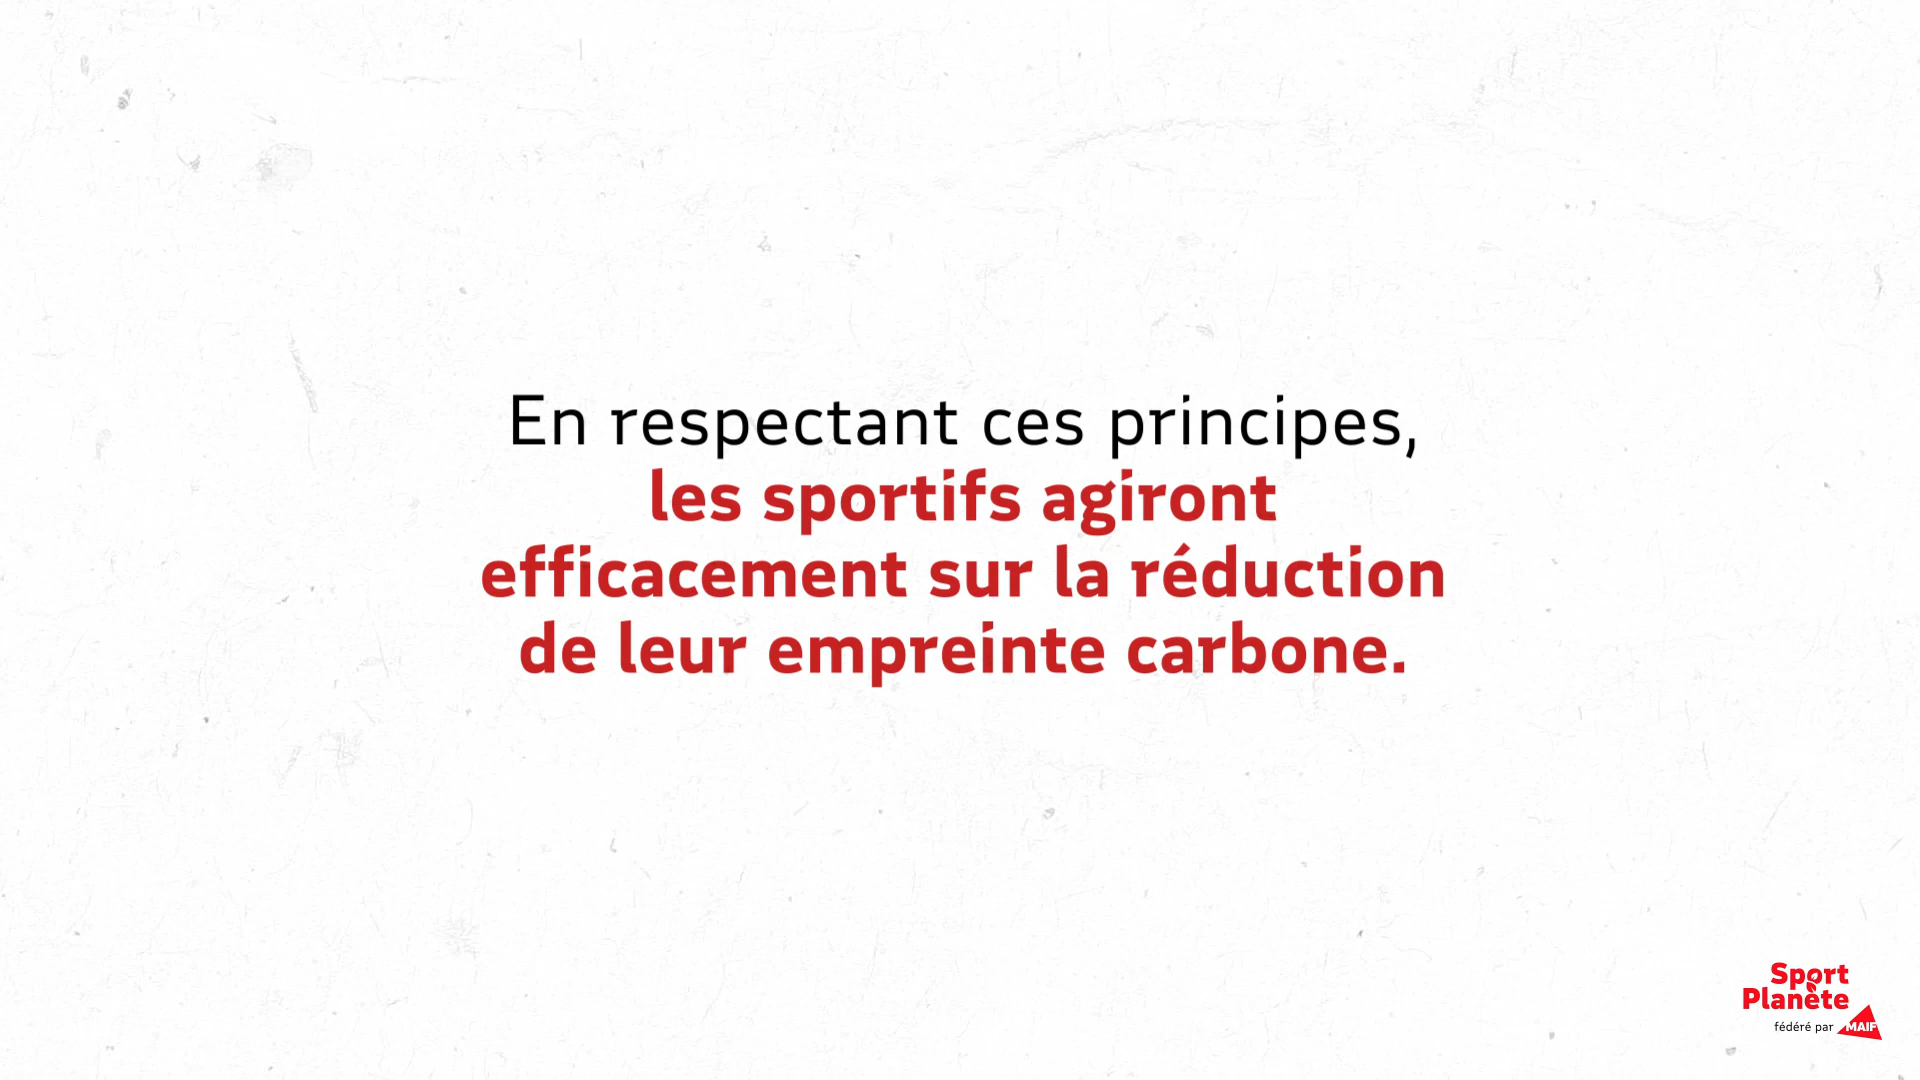 En respectant ces principes,
les sportifs agiront
efficacement sur la réduction
de leur empreinte carbone.
Sport
Planète
fédéré par MAIF